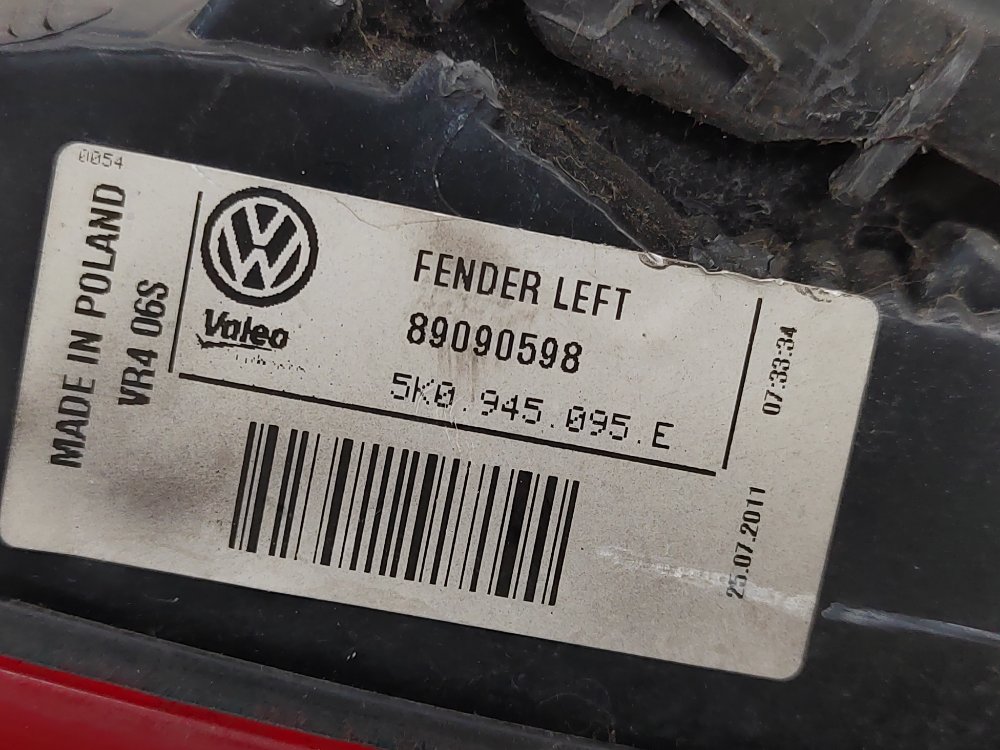 0054
MADE IN POLAND
VR4 06S
Valeo
FENDER LEFT
89090598
5K0.945.095.E
07:33:34
25.07.2011